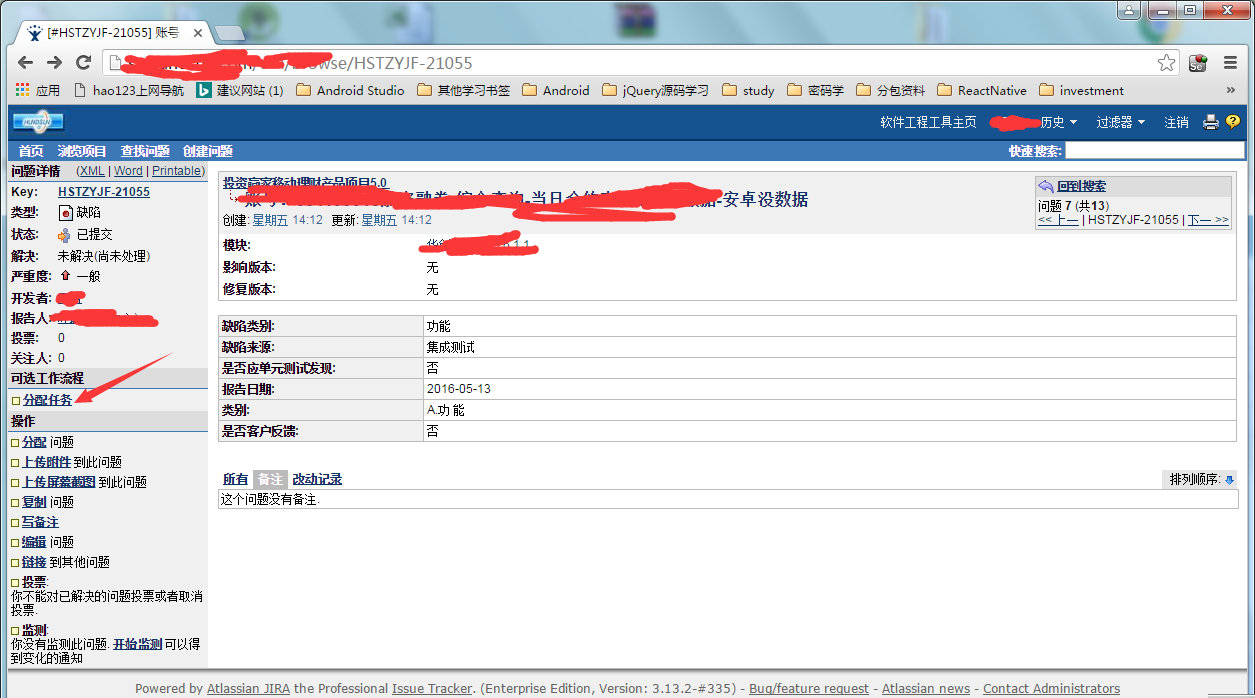 [#HSTZYJF-21055] 账号
/browse/HSTZYJF-21055
应用 hao123上网导航 建议网站 (1) Android Studio 其他学习书签 Android jQuery源码学习 study 密码学 分包资料 ReactNative investment »
HUNDSUN 软件工程工具主页 历史 过滤器 注销
首页 浏览项目 查找问题 创建问题 快速搜索:
问题详情 (XML | Word | Printable)
Key: HSTZYJF-21055
类型: 缺陷
状态: 已提交
解决: 未解决(尚未处理)
严重度: 一般
开发者:
报告人:
投票: 0
关注人: 0
可选工作流程
分配任务
操作
分配 问题
上传附件 到此问题
上传屏幕截图 到此问题
复制 问题
写备注
编辑 问题
链接 到其他问题
投票:
你不能对已解决的问题投票或者取消
投票.
监测:
你没有监测此问题. 开始监测 可以得
到变化的通知
投资赢家移动理财产品项目5.0
-当日 -安卓没数据
创建: 星期五 14:12 更新: 星期五 14:12
回到搜索
问题 7 (共13)
<< 上一 | HSTZYJF-21055 | 下一 >>
模块:
影响版本: 无
修复版本: 无
缺陷类别: 功能
缺陷来源: 集成测试
是否应单元测试发现: 否
报告日期: 2016-05-13
类别: A.功能
是否客户反馈: 否
所有 备注 改动记录 排列顺序:
这个问题没有备注.
Powered by Atlassian JIRA the Professional Issue Tracker. (Enterprise Edition, Version: 3.13.2-#335) - Bug/feature request - Atlassian news - Contact Administrators